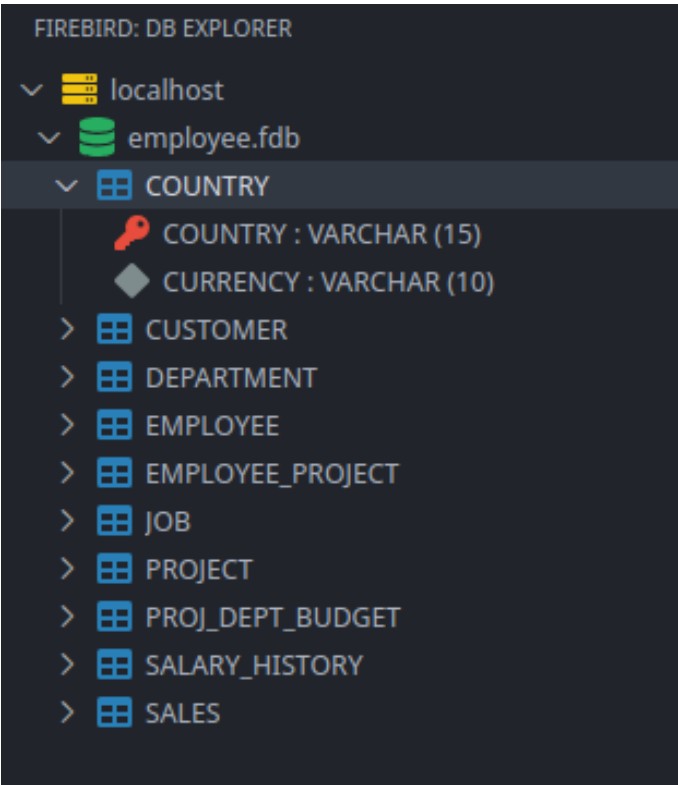 FIREBIRD: DB EXPLORER
localhost
employee.fdb
COUNTRY
COUNTRY : VARCHAR (15)
CURRENCY : VARCHAR (10)
CUSTOMER
DEPARTMENT
EMPLOYEE
EMPLOYEE_PROJECT
JOB
PROJECT
PROJ_DEPT_BUDGET
SALARY_HISTORY
SALES